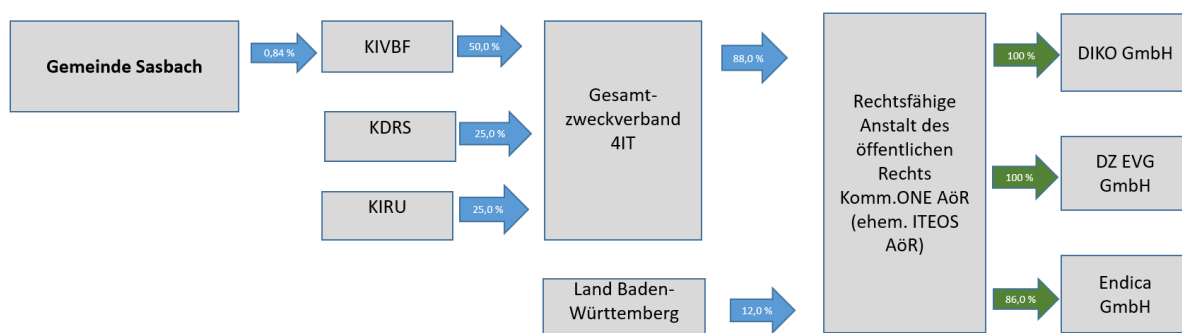 Gemeinde Sasbach
0,84 %
KIVBF
50,0 %
KDRS
25,0 %
KIRU
25,0 %
Gesamt-
zweckverband
4IT
88,0 %
Land Baden-
Württemberg
12,0 %
Rechtsfähige
Anstalt des
öffentlichen
Rechts
Komm.ONE AöR
(ehem. ITEOS
AöR)
100 %
DIKO GmbH
100 %
DZ EVG
GmbH
86,0 %
Endica
GmbH